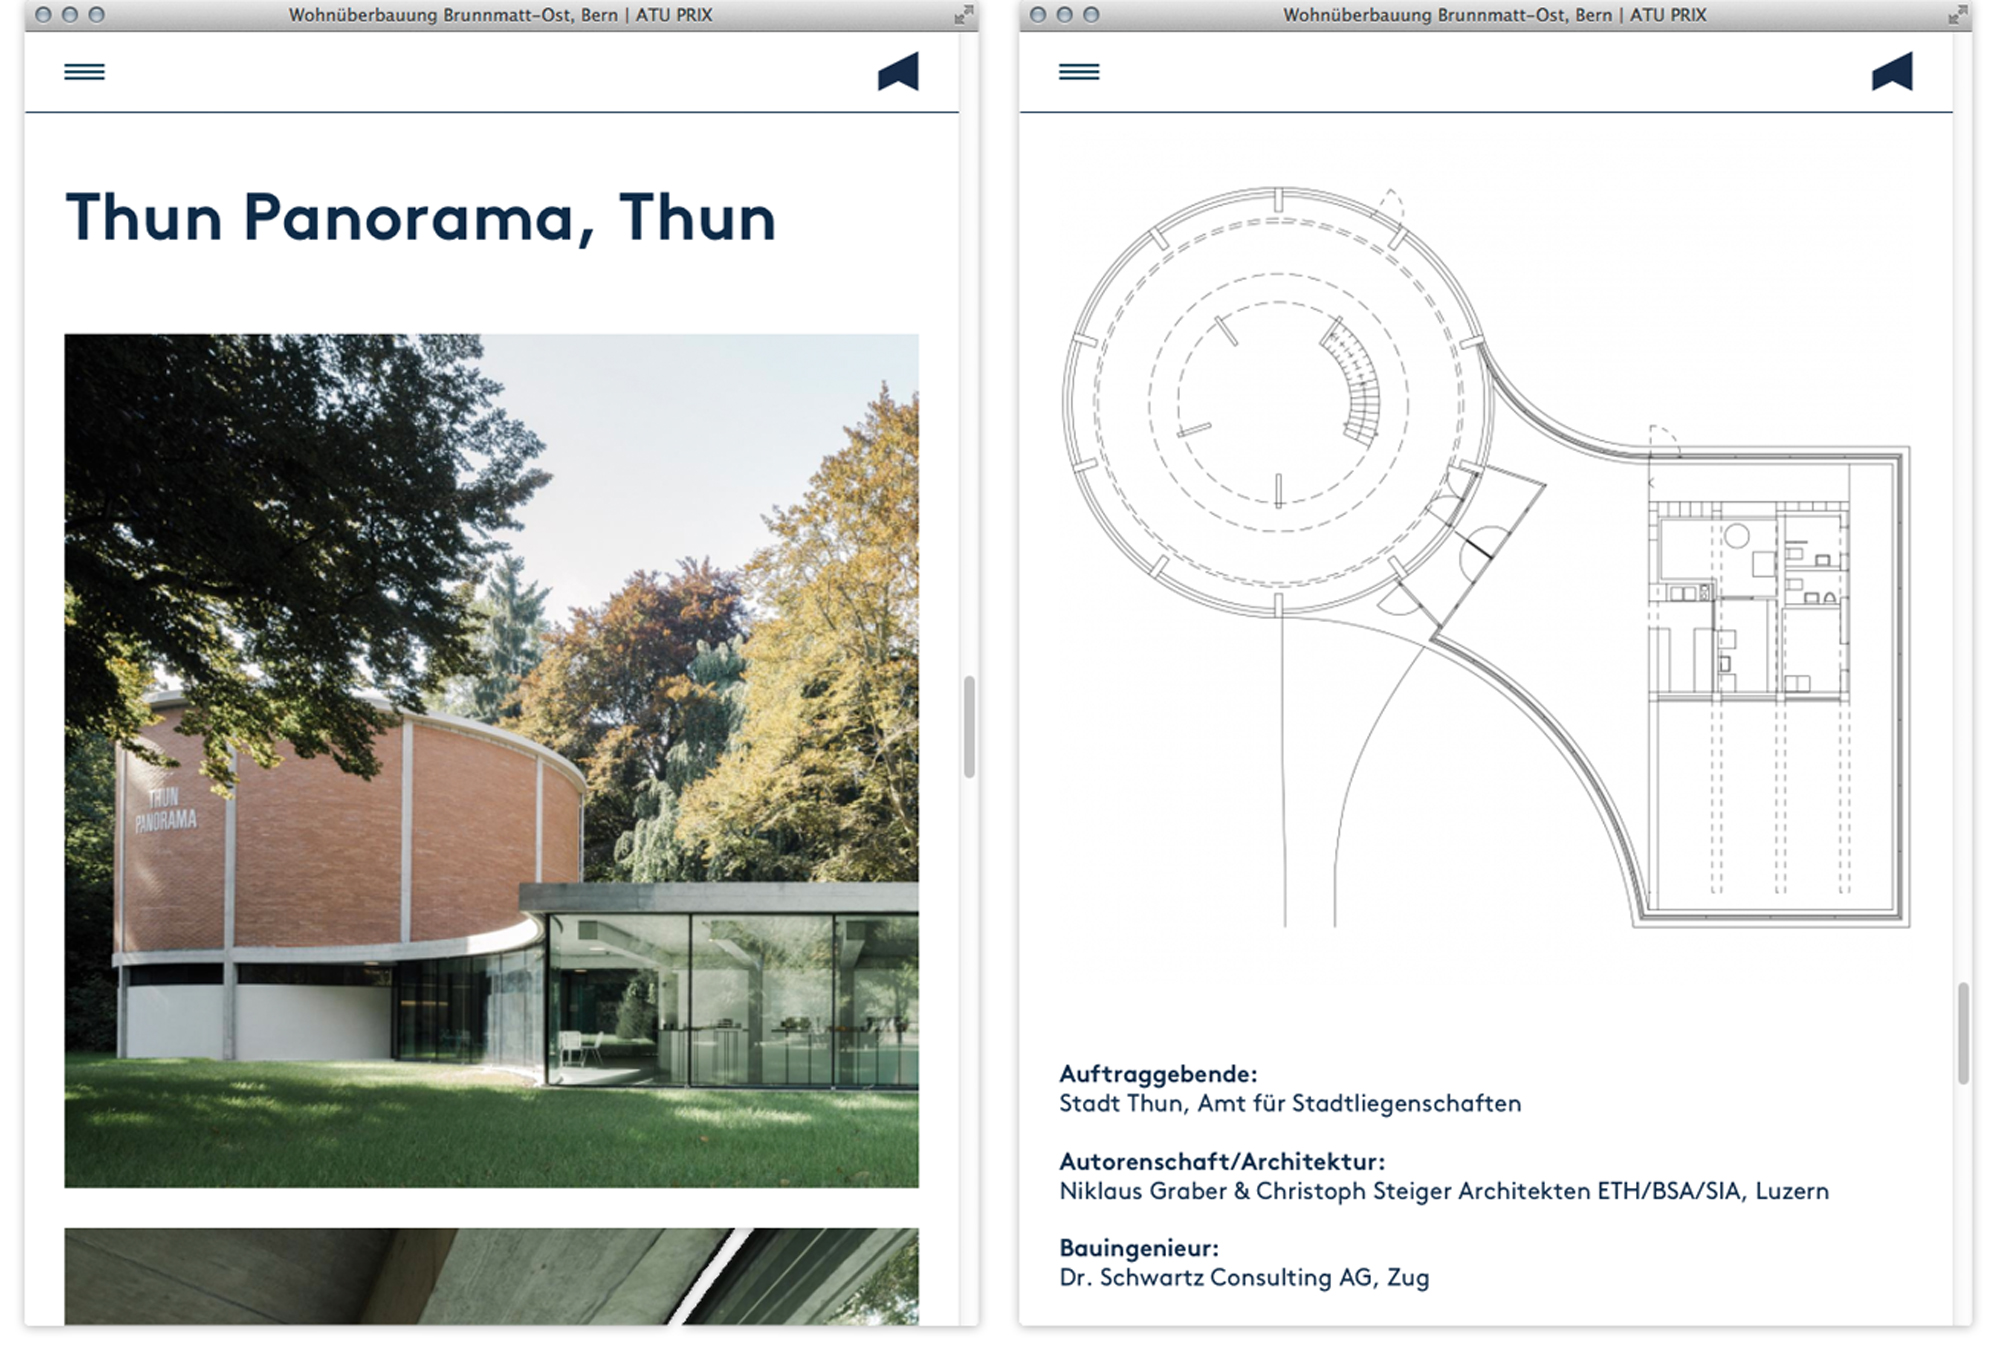 Wohnüberbauung Brunnmatt-Ost, Bern | ATU PRIX
Thun Panorama, Thun
THUN
PANORAMA
Wohnüberbauung Brunnmatt-Ost, Bern | ATU PRIX
Auftraggebende:
Stadt Thun, Amt für Stadtliegenschaften
Autorenschaft/Architektur:
Niklaus Graber & Christoph Steiger Architekten ETH/BSA/SIA, Luzern
Bauingenieur:
Dr. Schwartz Consulting AG, Zug